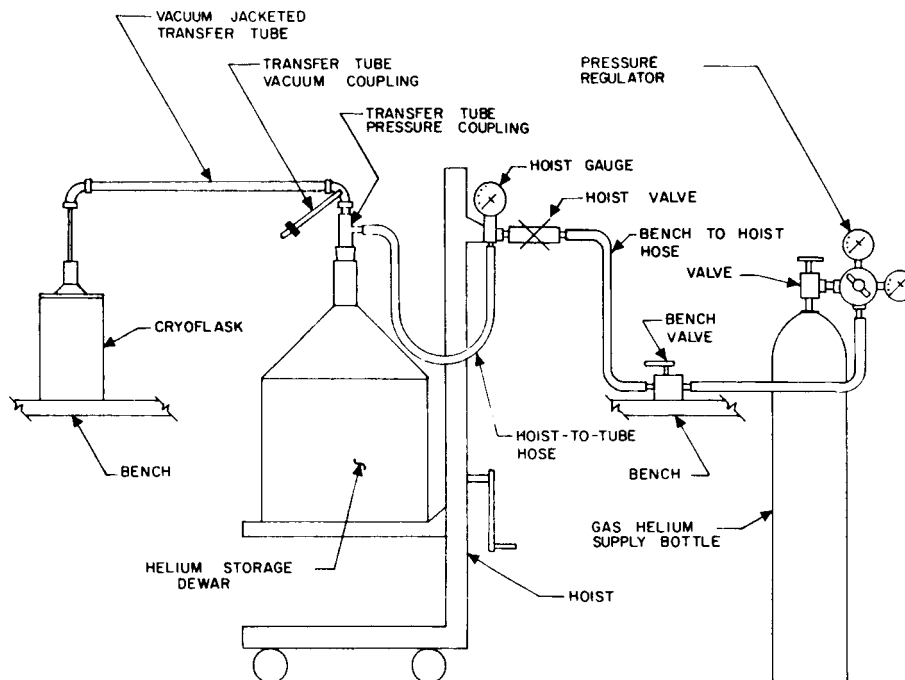 VACUUM JACKETED
TRANSFER TUBE
TRANSFER TUBE
VACUUM COUPLING
TRANSFER TUBE
PRESSURE COUPLING
PRESSURE
REGULATOR
HOIST GAUGE
HOIST VALVE
BENCH TO HOIST
HOSE
VALVE
BENCH
VALVE
CRYOFLASK
BENCH
HOIST-TO-TUBE
HOSE
BENCH
HELIUM STORAGE
DEWAR
HOIST
GAS HELIUM
SUPPLY BOTTLE